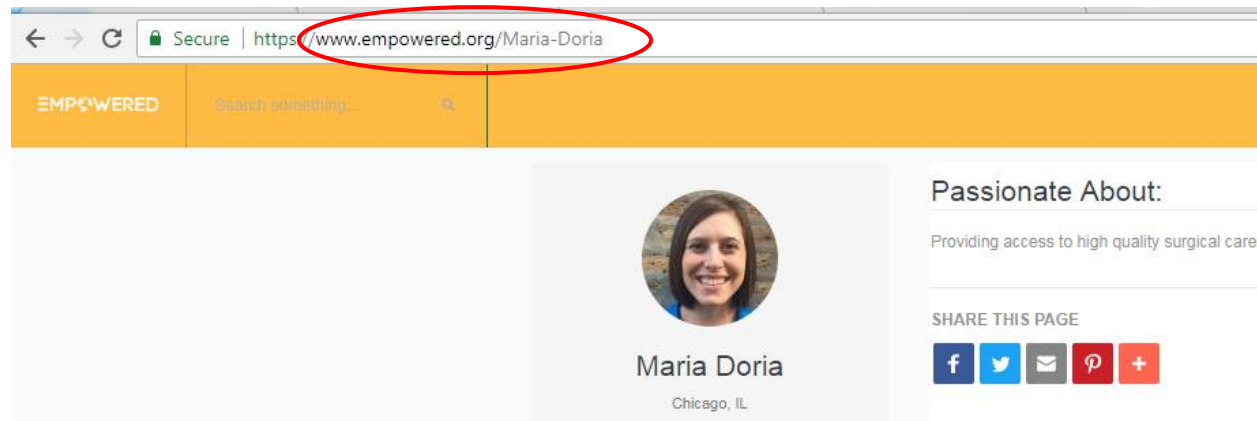 Secure | https://www.empowered.org/Maria-Doria
EMPOWERED
Search something...
Passionate About:
Providing access to high quality surgical care
SHARE THIS PAGE
Maria Doria
Chicago, IL